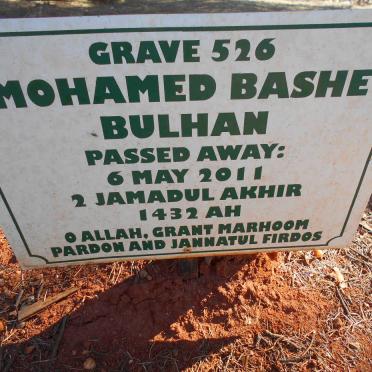 GRAVE 526
MOHAMED BASHE
BULHAN
PASSED AWAY:
6 MAY 2011
2 JAMADUL AKHIR
1432 AH
O ALLAH, GRANT MARHOOM
PARDON AND JANNATUL FIRDOS